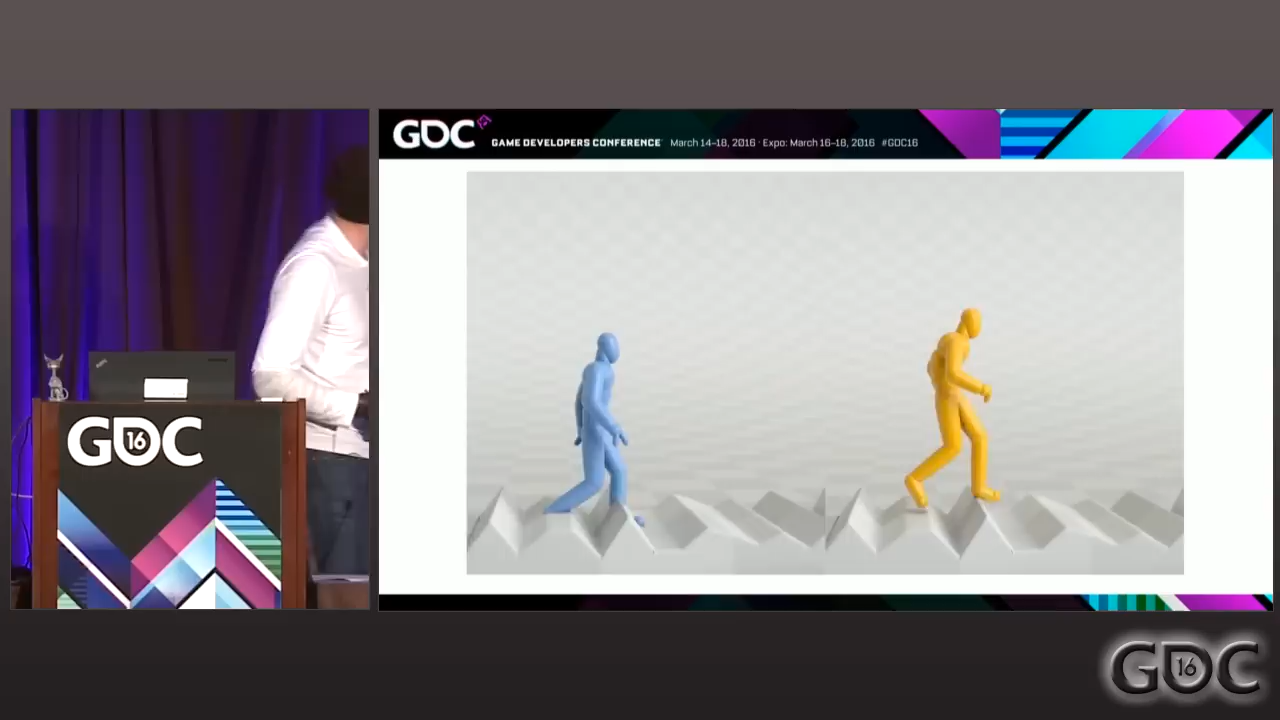 GDC
GAME DEVELOPERS CONFERENCE March 14–18, 2016 · Expo: March 16–18, 2016 #GDC16
GDC
16
GDC
16